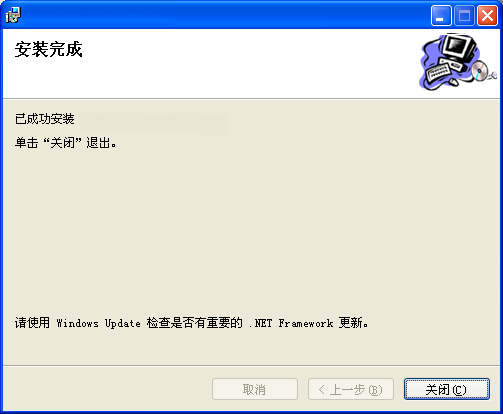 安装完成
已成功安装
单击“关闭”退出。
请使用 Windows Update 检查是否有重要的 .NET Framework 更新。
取消
< 上一步(B)
关闭(C)